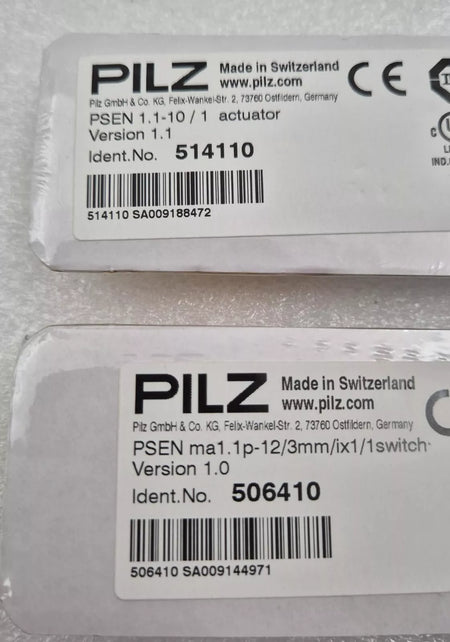 PILZ Made in Switzerland
www.pilz.com
CE
Pilz GmbH & Co. KG, Felix-Wankel-Str. 2, 73760 Ostfildern, Germany
PSEN 1.1-10 / 1 actuator
Version 1.1
Ident.No. 514110
514110 SA009188472
PILZ Made in Switzerland
www.pilz.com
Pilz GmbH & Co. KG, Felix-Wankel-Str. 2, 73760 Ostfildern, Germany
PSEN ma1.1p-12/3mm/ix1/1switch
Version 1.0
Ident.No. 506410
506410 SA009144971